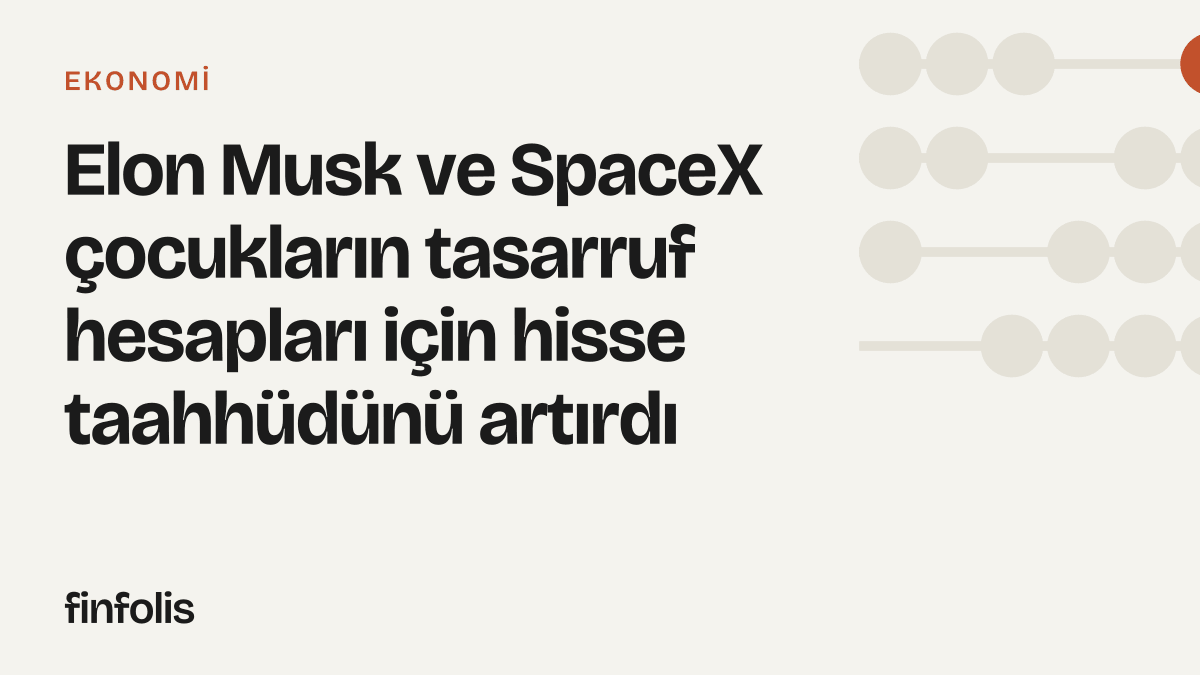 EKONOMİ
Elon Musk ve SpaceX
çocukların tasarruf
hesapları için hisse
taahhüdünü artırdı
finfolis